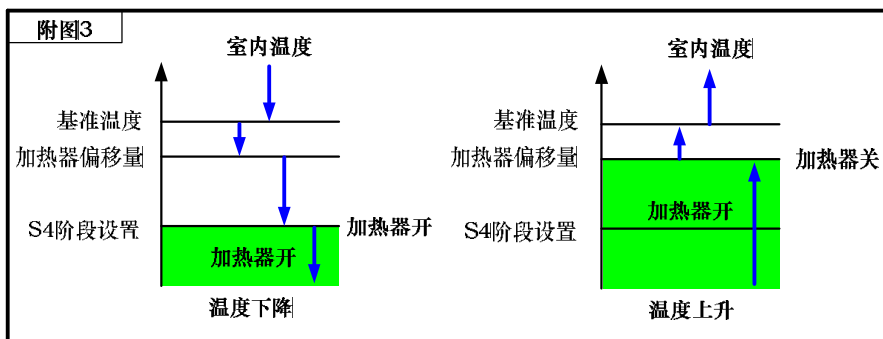 附图3
室内温度
基准温度
加热器偏移量
S4阶段设置
加热器开
加热器开
温度下降
室内温度
基准温度
加热器偏移量
加热器关
加热器开
S4阶段设置
温度上升